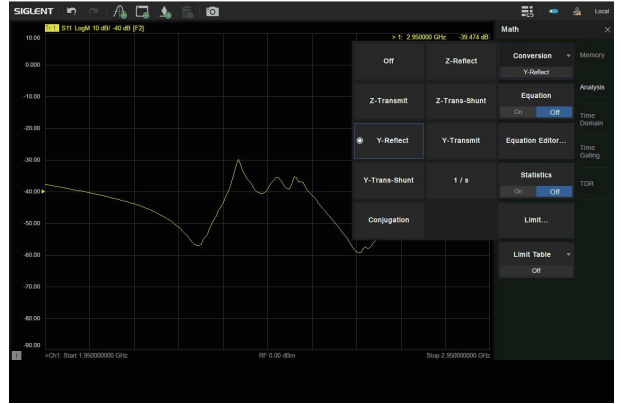 SIGLENT Local
Tr 1 S11 LogM 10 dB/ -40 dB [F2]
> 1: 2.950000 GHz -39.474 dB
10.00
0.000
-10.00
-20.00
-30.00
-40.00
-50.00
-60.00
-70.00
-80.00
-90.00
1 >Ch1: Start 1.950000000 GHz RF 0.00 dBm Stop 2.950000000 GHz
Off Z-Reflect
Z-Transmit Z-Trans-Shunt
Y-Reflect Y-Transmit
Y-Trans-Shunt 1 / s
Conjugation
Math ×
Conversion
Y-Reflect
Equation
On Off
Equation Editor...
Statistics
On Off
Limit...
Limit Table
Off
Memory
Analysis
Time
Domain
Time
Gating
TDR